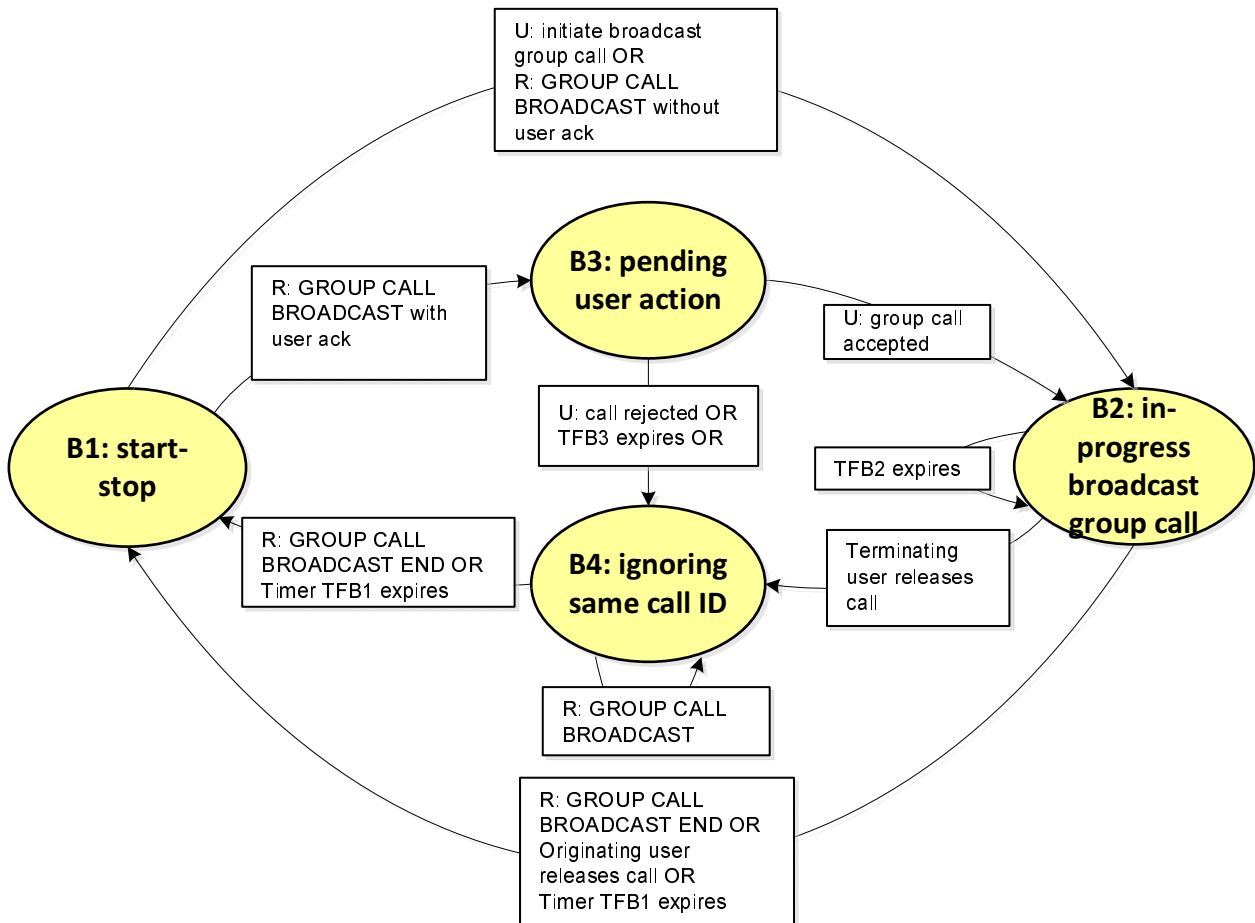 U: initiate broadcast
group call OR
R: GROUP CALL
BROADCAST without
user ack
B3: pending
user action
R: GROUP CALL
BROADCAST with
user ack
U: group call
accepted
U: call rejected OR
TFB3 expires OR
B1: start-
stop
B2: in-
progress
broadcast
group call
TFB2 expires
R: GROUP CALL
BROADCAST END OR
Timer TFB1 expires
B4: ignoring
same call ID
Terminating
user releases
call
R: GROUP CALL
BROADCAST
R: GROUP CALL
BROADCAST END OR
Originating user
releases call OR
Timer TFB1 expires